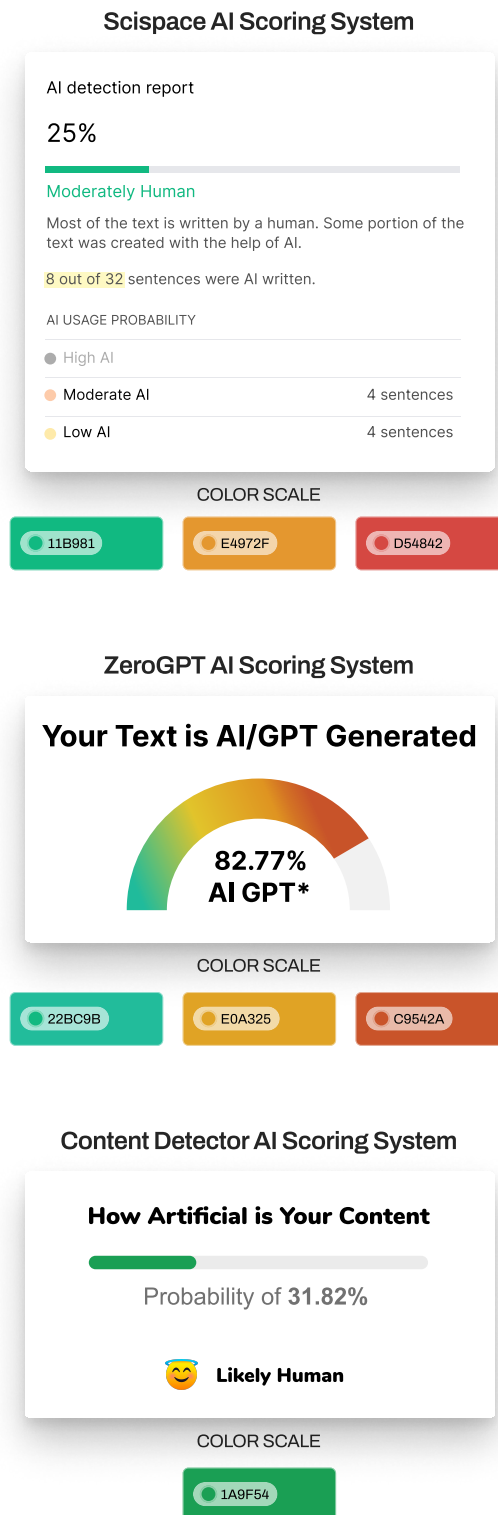 Scispace AI Scoring System
AI detection report
25%
Moderately Human
Most of the text is written by a human. Some portion of the
text was created with the help of AI.
8 out of 32 sentences were AI written.
AI USAGE PROBABILITY
High AI
Moderate AI 4 sentences
Low AI 4 sentences
COLOR SCALE
11B981 E4972F D54842
ZeroGPT AI Scoring System
Your Text is AI/GPT Generated
82.77%
AI GPT*
COLOR SCALE
22BC9B E0A325 C9542A
Content Detector AI Scoring System
How Artificial is Your Content
Probability of 31.82%
Likely Human
COLOR SCALE
1A9F54